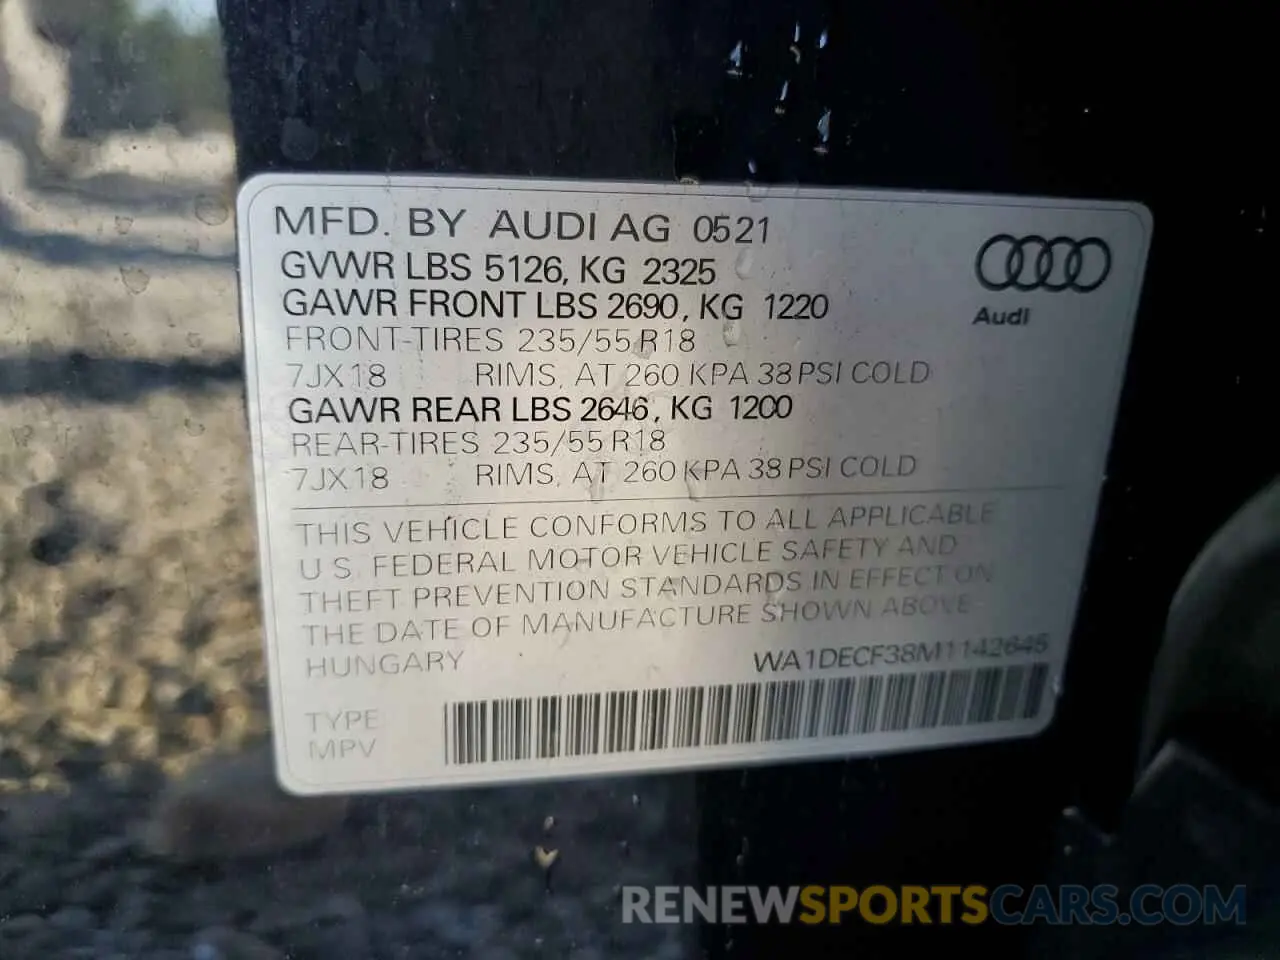 MFD. BY AUDI AG 0521
GVWR LBS 5126, KG 2325
GAWR FRONT LBS 2690, KG 1220
FRONT-TIRES 235/55 R18
7JX18 RIMS, AT 260 KPA 38 PSI COLD
GAWR REAR LBS 2646, KG 1200
REAR-TIRES 235/55 R18
7JX18 RIMS, AT 260 KPA 38 PSI COLD
Audi
THIS VEHICLE CONFORMS TO ALL APPLICABLE
U.S. FEDERAL MOTOR VEHICLE SAFETY AND
THEFT PREVENTION STANDARDS IN EFFECT ON
THE DATE OF MANUFACTURE SHOWN ABOVE
HUNGARY WA1DECF38M1142645
TYPE
MPV
RENEWSPORTSCARS.COM